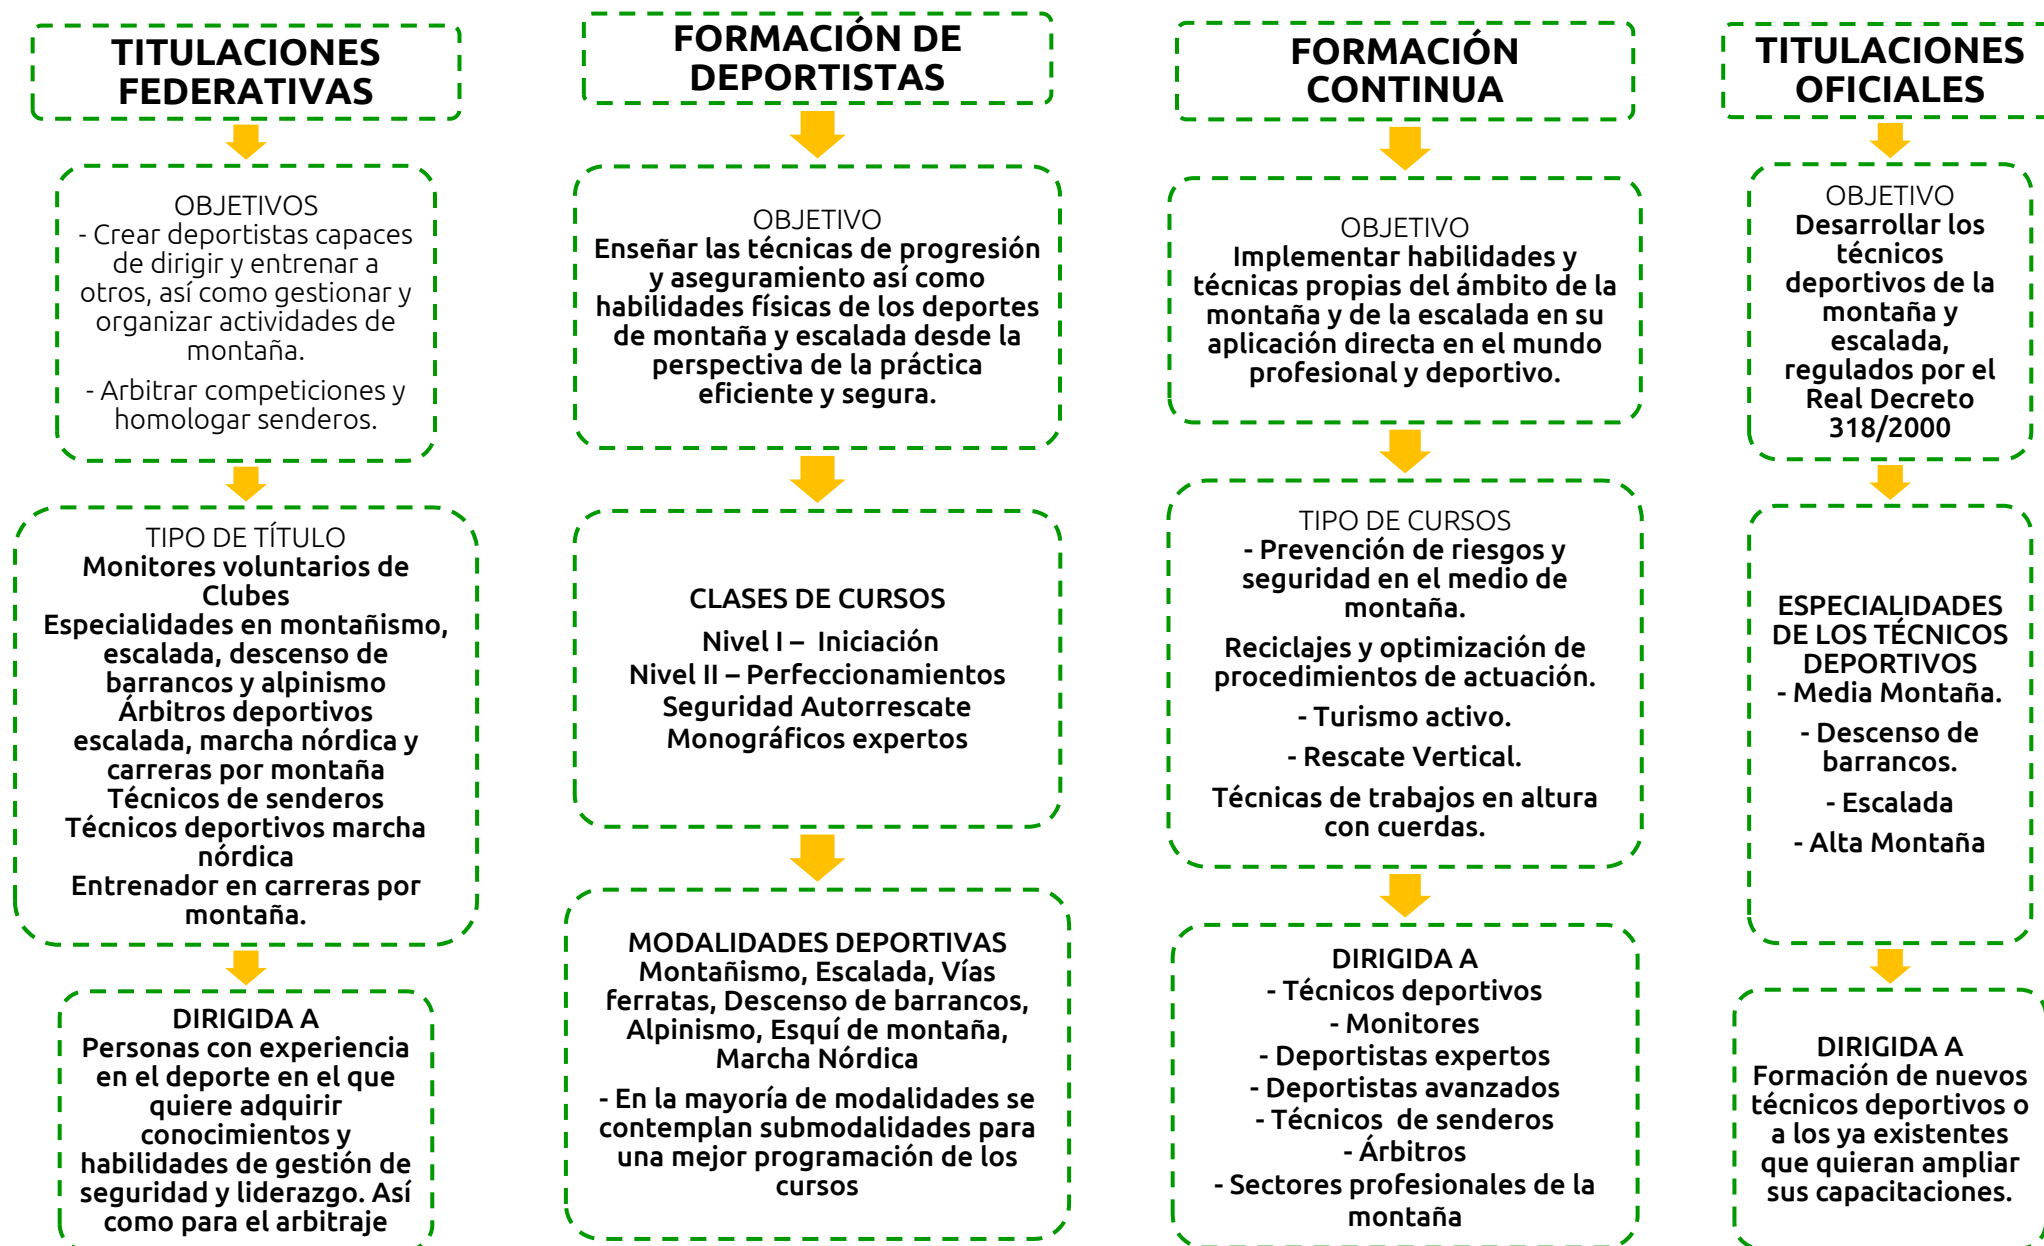 TITULACIONES
FEDERATIVAS
OBJETIVOS
- Crear deportistas capaces
de dirigir y entrenar a
otros, así como gestionar y
organizar actividades de
montaña.
- Arbitrar competiciones y
homologar senderos.
TIPO DE TÍTULO
Monitores voluntarios de
Clubes
Especialidades en montañismo,
escalada, descenso de
barrancos y alpinismo
Árbitros deportivos
escalada, marcha nórdica y
carreras por montaña
Técnicos de senderos
Técnicos deportivos marcha
nórdica
Entrenador en carreras por
montaña.
DIRIGIDA A
Personas con experiencia
en el deporte en el que
quiere adquirir
conocimientos y
habilidades de gestión de
seguridad y liderazgo. Así
como para el arbitraje
FORMACIÓN DE
DEPORTISTAS
OBJETIVO
Enseñar las técnicas de progresión
y aseguramiento así como
habilidades físicas de los deportes
de montaña y escalada desde la
perspectiva de la práctica
eficiente y segura.
CLASES DE CURSOS
Nivel I – Iniciación
Nivel II – Perfeccionamientos
Seguridad Autorrescate
Monográficos expertos
MODALIDADES DEPORTIVAS
Montañismo, Escalada, Vías
ferratas, Descenso de barrancos,
Alpinismo, Esquí de montaña,
Marcha Nórdica
- En la mayoría de modalidades se
contemplan submodalidades para
una mejor programación de los
cursos
FORMACIÓN
CONTINUA
OBJETIVO
Implementar habilidades y
técnicas propias del ámbito de la
montaña y de la escalada en su
aplicación directa en el mundo
profesional y deportivo.
TIPO DE CURSOS
- Prevención de riesgos y
seguridad en el medio de
montaña.
Reciclajes y optimización de
procedimientos de actuación.
- Turismo activo.
- Rescate Vertical.
Técnicas de trabajos en altura
con cuerdas.
DIRIGIDA A
- Técnicos deportivos
- Monitores
- Deportistas expertos
- Deportistas avanzados
- Técnicos de senderos
- Árbitros
- Sectores profesionales de la
montaña
TITULACIONES
OFICIALES
OBJETIVO
Desarrollar los
técnicos
deportivos de la
montaña y
escalada,
regulados por el
Real Decreto
318/2000
ESPECIALIDADES
DE LOS TÉCNICOS
DEPORTIVOS
- Media Montaña.
- Descenso de
barrancos.
- Escalada
- Alta Montaña
DIRIGIDA A
Formación de nuevos
técnicos deportivos o
a los ya existentes
que quieran ampliar
sus capacitaciones.